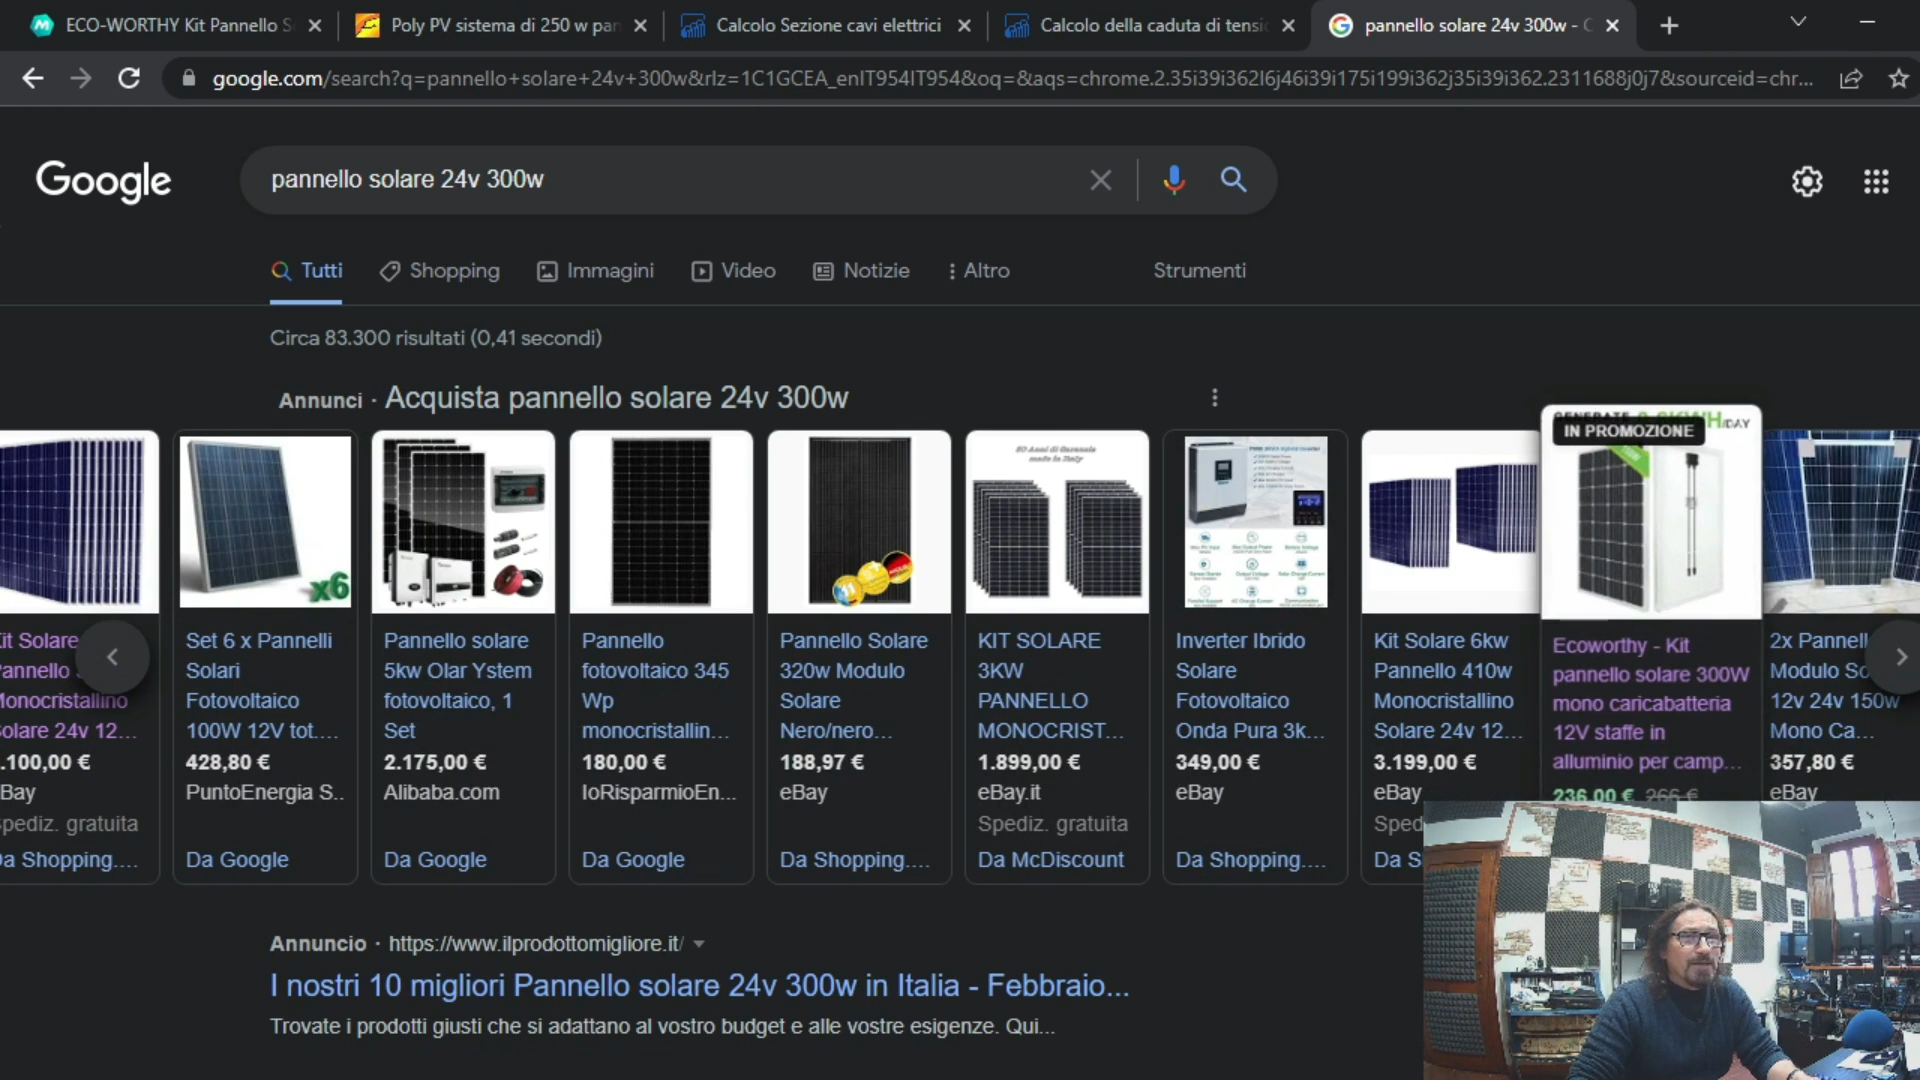 ECO-WORTHY Kit Pannello S
Poly PV sistema di 250 w pan
Calcolo Sezione cavi elettrici
Calcolo della caduta di tensio
pannello solare 24v 300w - C
google.com/search?q=pannello+solare+24v+300w&rlz=1C1GCEA_enIT954IT954&oq=&aqs=chrome.2.35i39i362l6j46i39i175i199i362j35i39i362.2311688j0j7&sourceid=chr...
Google
pannello solare 24v 300w
Tutti
Shopping
Immagini
Video
Notizie
Altro
Strumenti
Circa 83.300 risultati (0,41 secondi)
Annunci · Acquista pannello solare 24v 300w
Kit Solare
Pannello
Monocristallino
Solare 24v 12...
.100,00 €
eBay
Spediz. gratuita
Da Shopping....
x6
Set 6 x Pannelli
Solari
Fotovoltaico
100W 12V tot....
428,80 €
PuntoEnergia S..
Da Google
Pannello solare
5kw Olar Ystem
fotovoltaico, 1
Set
2.175,00 €
Alibaba.com
Da Google
Pannello
fotovoltaico 345
Wp
monocristallin...
180,00 €
IoRisparmioEn...
Da Google
Pannello Solare
320w Modulo
Solare
Nero/nero...
188,97 €
eBay
Da Shopping....
made in Italy
KIT SOLARE
3KW
PANNELLO
MONOCRIST...
1.899,00 €
eBay.it
Spediz. gratuita
Da McDiscount
Inverter Ibrido
Solare
Fotovoltaico
Onda Pura 3k...
349,00 €
eBay
Da Shopping....
Kit Solare 6kw
Pannello 410w
Monocristallino
Solare 24v 12...
3.199,00 €
eBay
Sped
Da S
IN PROMOZIONE
Ecoworthy - Kit
pannello solare 300W
mono caricabatteria
12V staffe in
alluminio per camp...
236,00 € 266 €
2x Pannell
Modulo So
12v 24v 150w
Mono Ca...
357,80 €
eBay
Annuncio · https://www.ilprodottomigliore.it/
I nostri 10 migliori Pannello solare 24v 300w in Italia - Febbraio...
Trovate i prodotti giusti che si adattano al vostro budget e alle vostre esigenze. Qui...